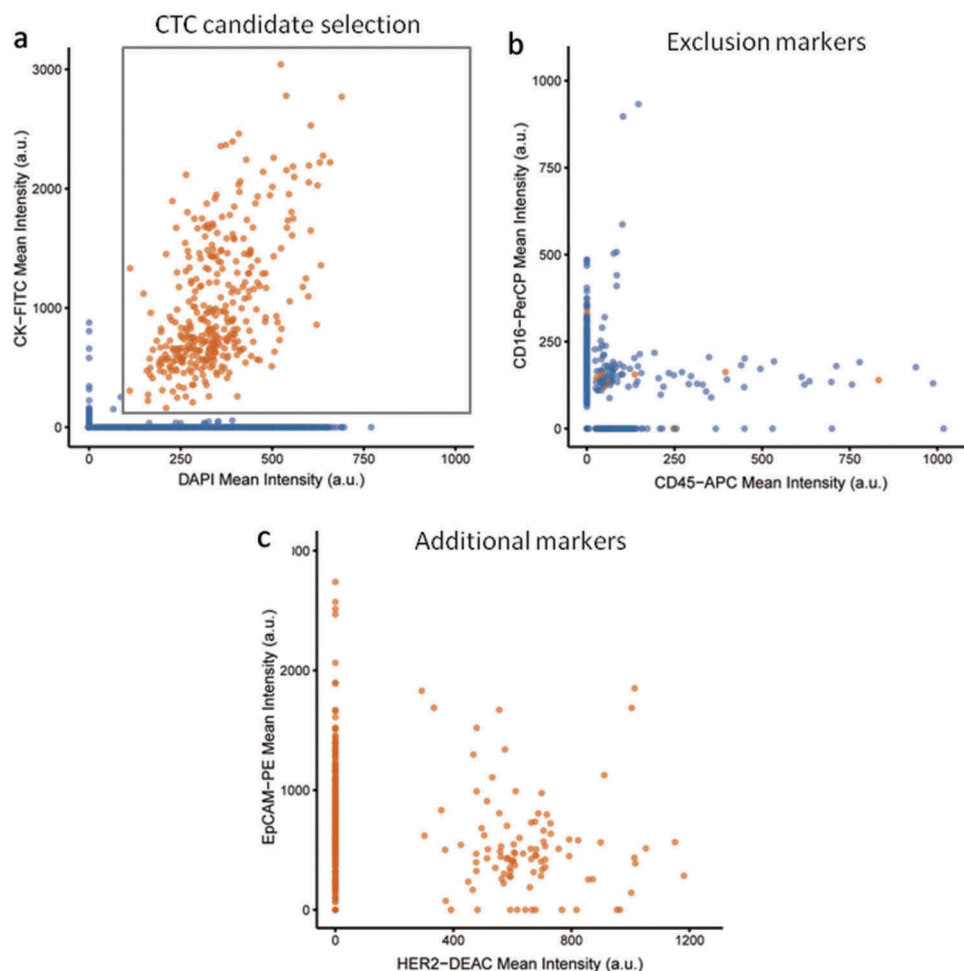 a
CTC candidate selection
3000
2000
1000
0
CK-FITC Mean Intensity (a.u.)
0
250
500
750
1000
DAPI Mean Intensity (a.u.)
b
Exclusion markers
1000
750
500
250
0
CD16-PerCP Mean Intensity (a.u.)
0
250
500
750
1000
CD45-APC Mean Intensity (a.u.)
c
Additional markers
2000
1000
0
EpCAM-PE Mean Intensity (a.u.)
0
400
800
1200
HER2-DEAC Mean Intensity (a.u.)